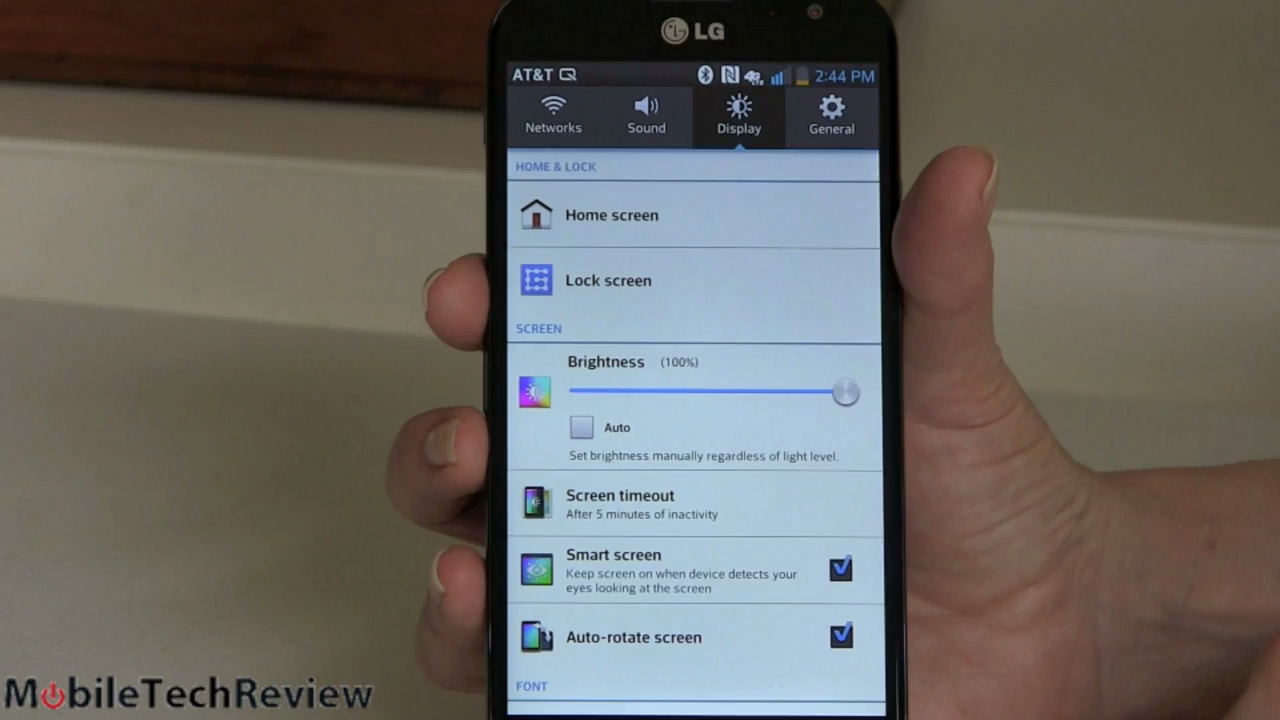 LG
AT&T 2:44 PM
Networks Sound Display General
HOME & LOCK
Home screen
Lock screen
SCREEN
Brightness (100%)
Auto
Set brightness manually regardless of light level.
Screen timeout
After 5 minutes of inactivity
Smart screen
Keep screen on when device detects your
eyes looking at the screen
Auto-rotate screen
FONT
MobileTechReview